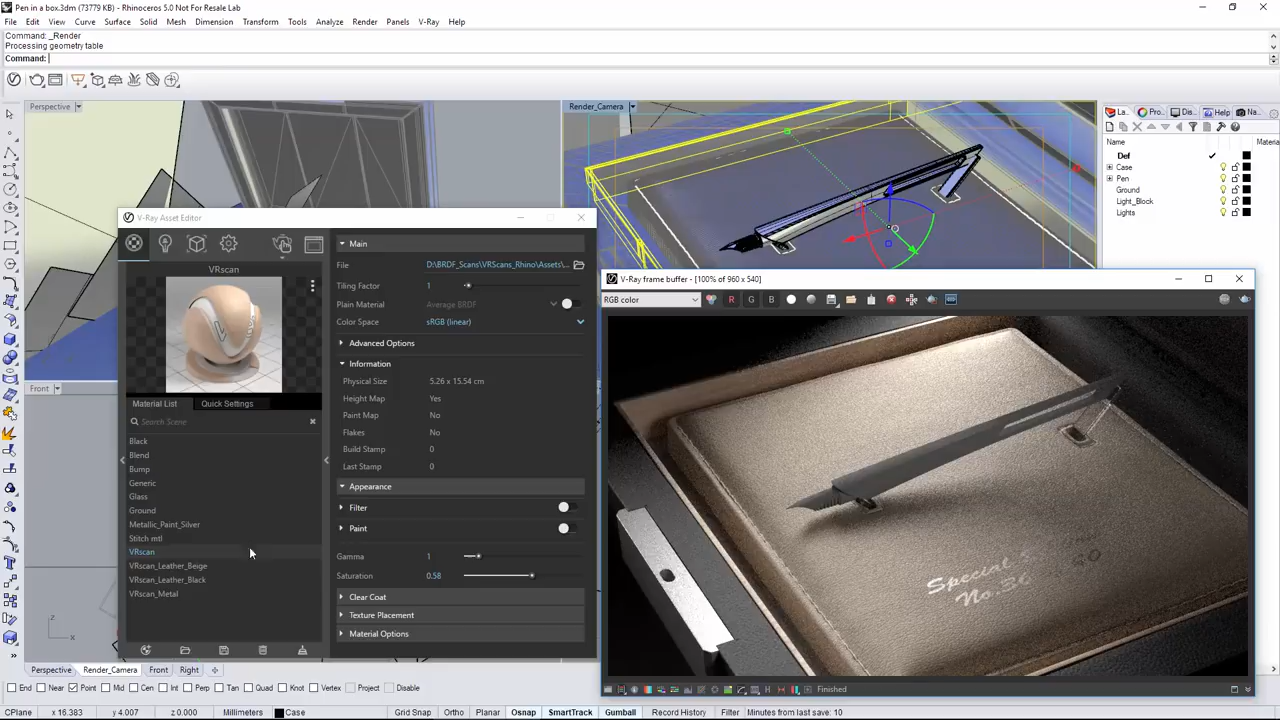 Pen in a box.3dm (73779 KB) - Rhinoceros 5.0 Not For Resale Lab
File Edit View Curve Surface Solid Mesh Dimension Transform Tools Analyze Render Panels V-Ray Help
Command: _Render
Processing geometry table
Command:
Perspective
Render_Camera
La... Pro... Dis... Help Na...
Name Materia
Def
Case
Pen
Ground
Light_Block
Lights
V-Ray Asset Editor
VRscan
Material List Quick Settings
Search Scene
Black
Blend
Bump
Generic
Glass
Ground
Metallic_Paint_Silver
Stitch mtl
VRscan
VRscan_Leather_Beige
VRscan_Leather_Black
VRscan_Metal
Main
File D:\BRDF_Scans\VRScans_Rhino\Assets\...
Tiling Factor 1
Plain Material Average BRDF
Color Space sRGB (linear)
Advanced Options
Information
Physical Size 5.26 x 15.54 cm
Height Map Yes
Paint Map No
Flakes No
Build Stamp 0
Last Stamp 0
Appearance
Filter
Paint
Gamma 1
Saturation 0.58
Clear Coat
Texture Placement
Material Options
V-Ray frame buffer - [100% of 960 x 540]
RGB color R G B
Special
Finished
Front
z
x
Perspective Render_Camera Front Right
End Near Point Mid Cen Int Perp Tan Quad Knot Vertex Project Disable
CPlane x 16.383 y 4.007 z 0.000 Millimeters Case Grid Snap Ortho Planar Osnap SmartTrack Gumball Record History Filter Minutes from last save: 10